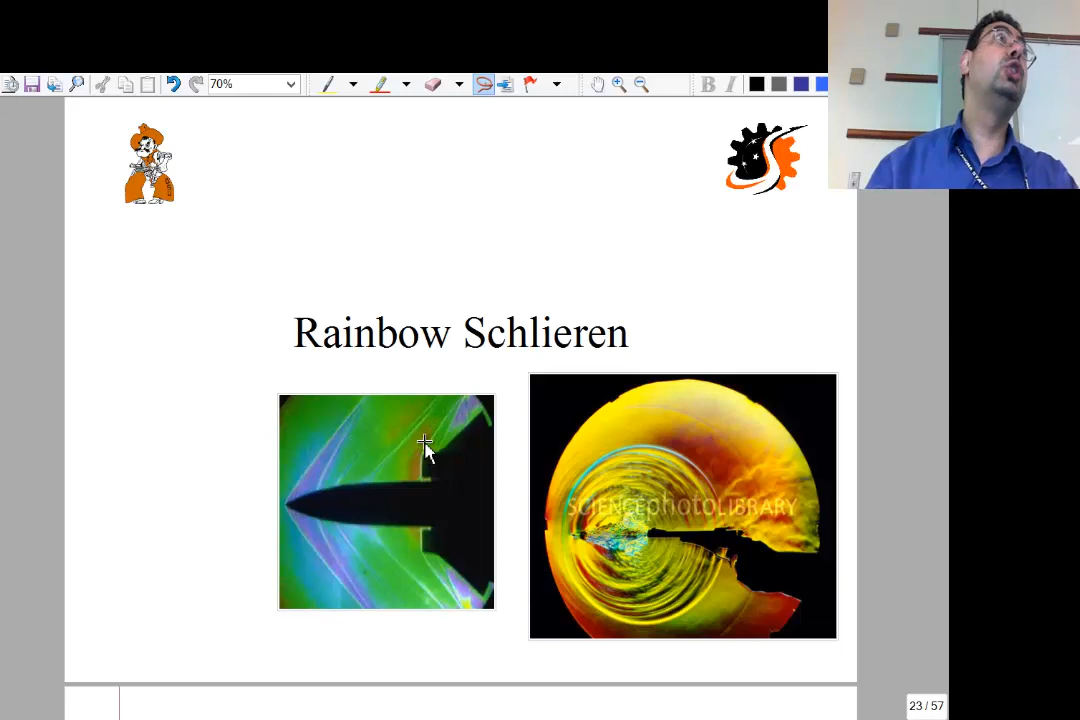 70%
B I
Rainbow Schlieren
SCIENCEphotoLIBRARY
23 / 57